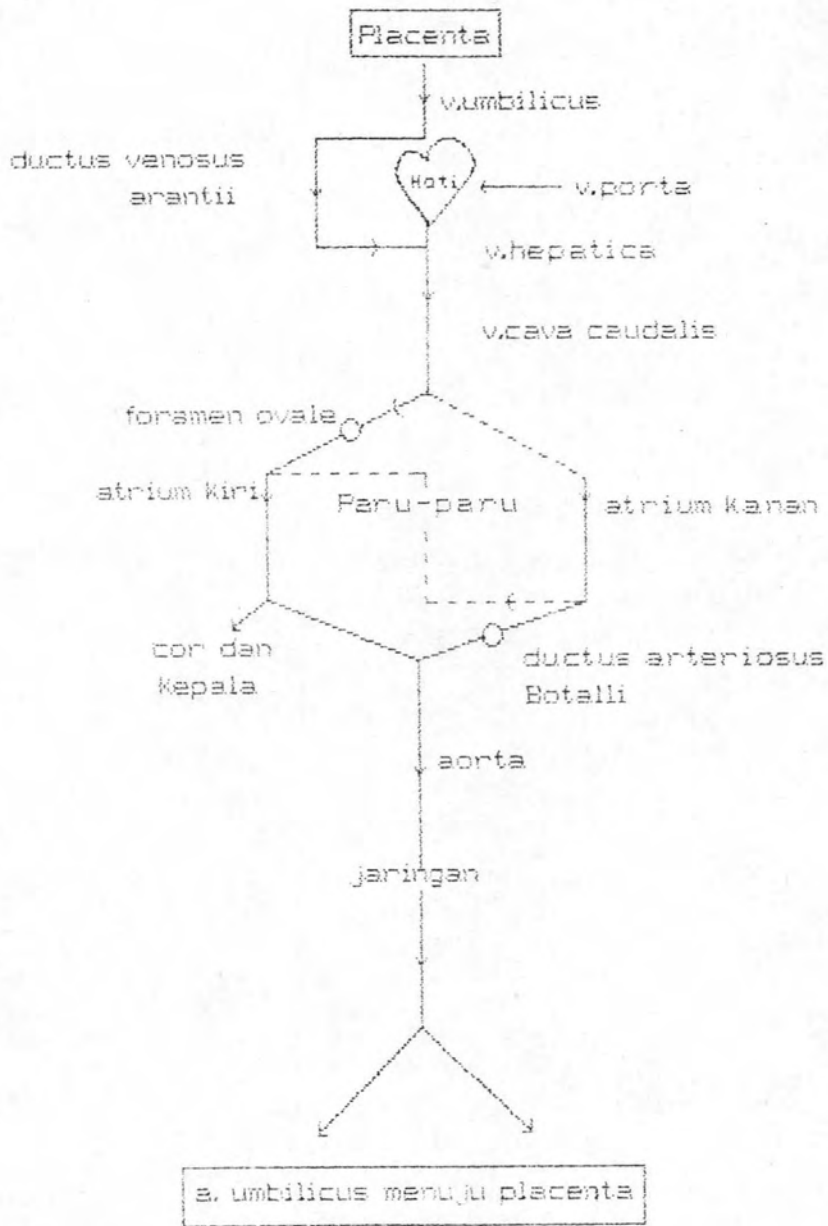 Placenta
v.umbilicus
ductus venosus
arantii
Hati
v.porta
v.hepatica
v.cava caudalis
foramen ovale
atrium kiri
Paru-paru
atrium kanan
cor dan
kepala
ductus arteriosus
Botalli
aorta
jaringan
a. umbilicus menuju placenta